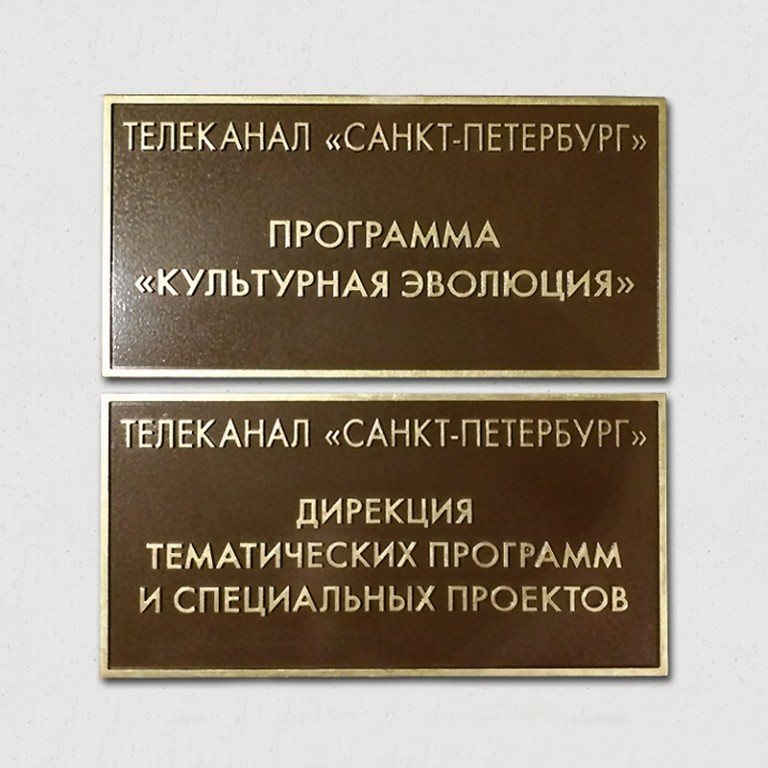 ТЕЛЕКАНАЛ «САНКТ-ПЕТЕРБУРГ»
ПРОГРАММА
«КУЛЬТУРНАЯ ЭВОЛЮЦИЯ»
ТЕЛЕКАНАЛ «САНКТ-ПЕТЕРБУРГ»
ДИРЕКЦИЯ
ТЕМАТИЧЕСКИХ ПРОГРАММ
И СПЕЦИАЛЬНЫХ ПРОЕКТОВ